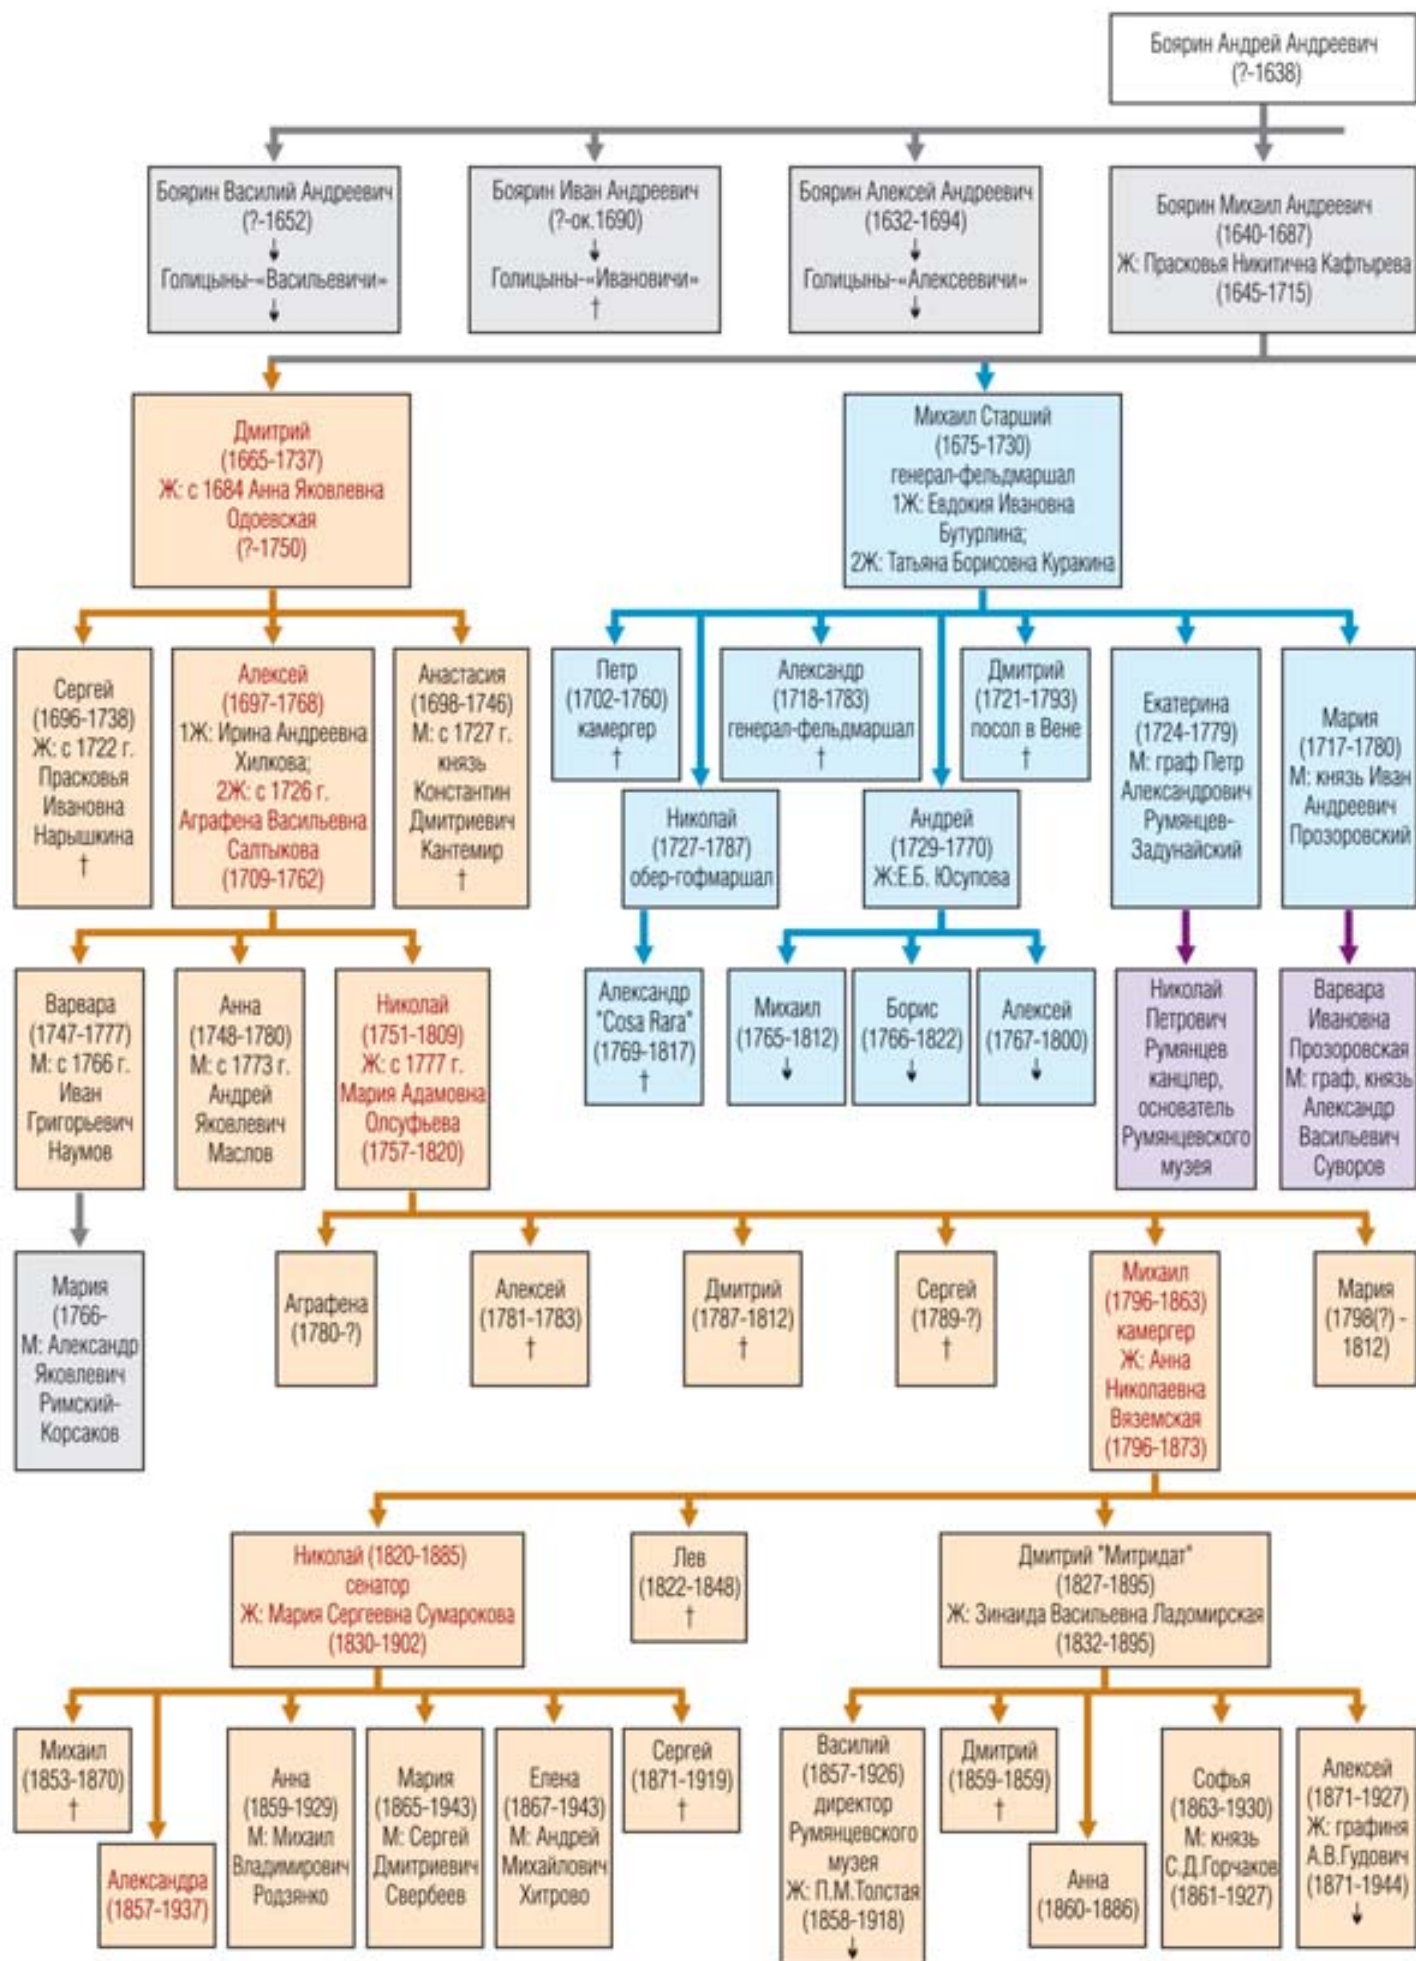 Боярин Андрей Андреевич
(?-1638)
Боярин Василий Андреевич
(?-1652)
↓
Голицыны-«Васильевичи»
↓
Боярин Иван Андреевич
(?-ок.1690)
↓
Голицыны-«Ивановичи»
†
Боярин Алексей Андреевич
(1632-1694)
↓
Голицыны-«Алексеевичи»
↓
Боярин Михаил Андреевич
(1640-1687)
Ж: Прасковья Никитична Кафтырева
(1645-1715)
Дмитрий
(1665-1737)
Ж: с 1684 Анна Яковлевна
Одоевская
(?-1750)
Михаил Старший
(1675-1730)
генерал-фельдмаршал
1Ж: Евдокия Ивановна
Бутурлина;
2Ж: Татьяна Борисовна Куракина
Сергей
(1696-1738)
Ж: с 1722 г.
Прасковья
Ивановна
Нарышкина
†
Алексей
(1697-1768)
1Ж: Ирина Андреевна
Хилкова;
2Ж: с 1726 г.
Аграфена Васильевна
Салтыкова
(1709-1762)
Анастасия
(1698-1746)
М: с 1727 г.
князь
Константин
Дмитриевич
Кантемир
†
Петр
(1702-1760)
камергер
†
Александр
(1718-1783)
генерал-фельдмаршал
†
Дмитрий
(1721-1793)
посол в Вене
†
Екатерина
(1724-1779)
М: граф Петр
Александрович
Румянцев-
Задунайский
Мария
(1717-1780)
М: князь Иван
Андреевич
Прозоровский
Николай
(1727-1787)
обер-гофмаршал
Андрей
(1729-1770)
Ж:Е.Б. Юсупова
Варвара
(1747-1777)
М: с 1766 г.
Иван
Григорьевич
Наумов
Анна
(1748-1780)
М: с 1773 г.
Андрей
Яковлевич
Маслов
Николай
(1751-1809)
Ж: с 1777 г.
Мария Адамовна
Олсуфьева
(1757-1820)
Александр
"Cosa Rara"
(1769-1817)
†
Михаил
(1765-1812)
↓
Борис
(1766-1822)
↓
Алексей
(1767-1800)
↓
Николай
Петрович
Румянцев
канцлер,
основатель
Румянцевского
музея
Варвара
Ивановна
Прозоровская
М: граф, князь
Александр
Васильевич
Суворов
Мария
(1766-
М: Александр
Яковлевич
Римский-
Корсаков
Аграфена
(1780-?)
Алексей
(1781-1783)
†
Дмитрий
(1787-1812)
†
Сергей
(1789-?)
†
Михаил
(1796-1863)
камергер
Ж: Анна
Николаевна
Вяземская
(1796-1873)
Мария
(1798(?) -
1812)
Николай (1820-1885)
сенатор
Ж: Мария Сергеевна Сумарокова
(1830-1902)
Лев
(1822-1848)
†
Дмитрий "Митридат"
(1827-1895)
Ж: Зинаида Васильевна Ладомирская
(1832-1895)
Михаил
(1853-1870)
†
Александра
(1857-1937)
Анна
(1859-1929)
М: Михаил
Владимирович
Родзянко
Мария
(1865-1943)
М: Сергей
Дмитриевич
Свербеев
Елена
(1867-1943)
М: Андрей
Михайлович
Хитрово
Сергей
(1871-1919)
†
Василий
(1857-1926)
директор
Румянцевского
музея
Ж: П.М.Толстая
(1858-1918)
↓
Дмитрий
(1859-1859)
†
Анна
(1860-1886)
Софья
(1863-1930)
М: князь
С.Д.Горчаков
(1861-1927)
Алексей
(1871-1927)
Ж: графиня
А.В.Гудович
(1871-1944)
↓